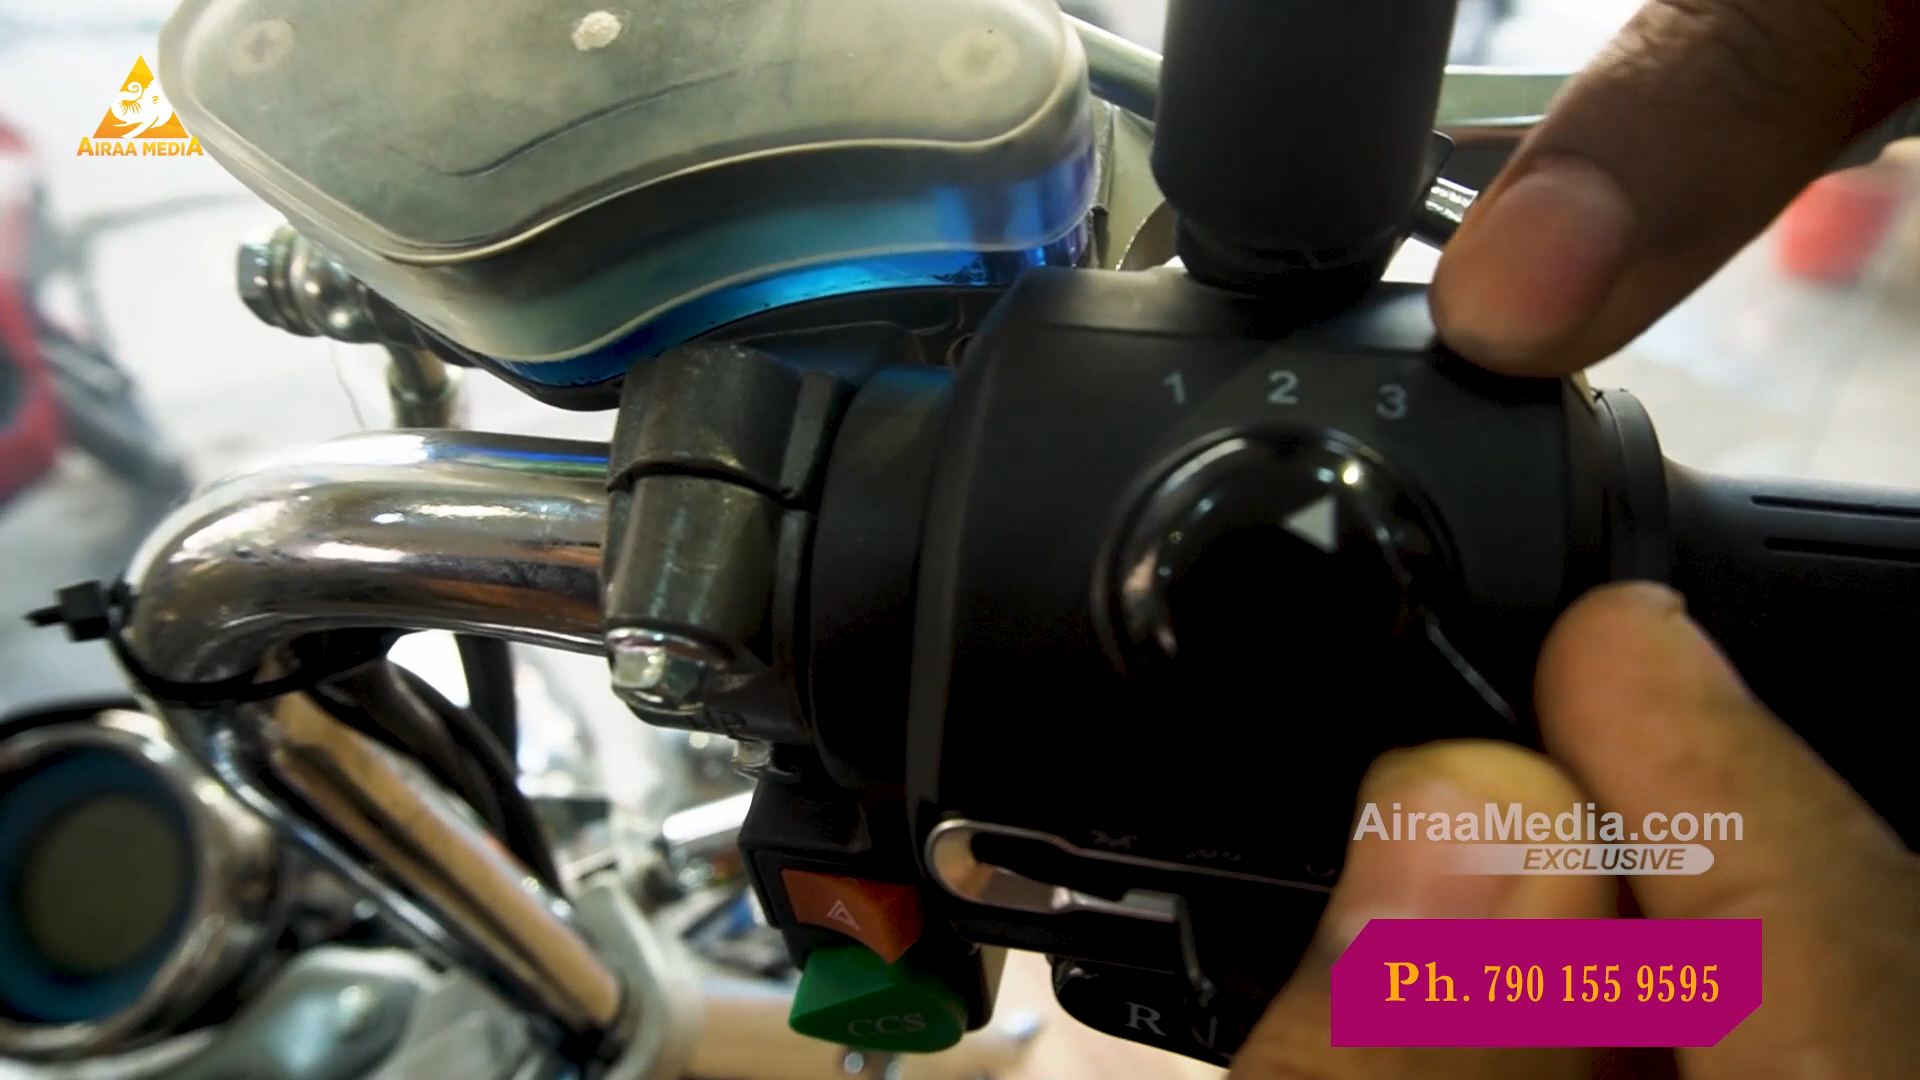 AIRAA MEDIA
1 2 3
AiraaMedia.com
EXCLUSIVE
CCS
R
Ph. 790 155 9595